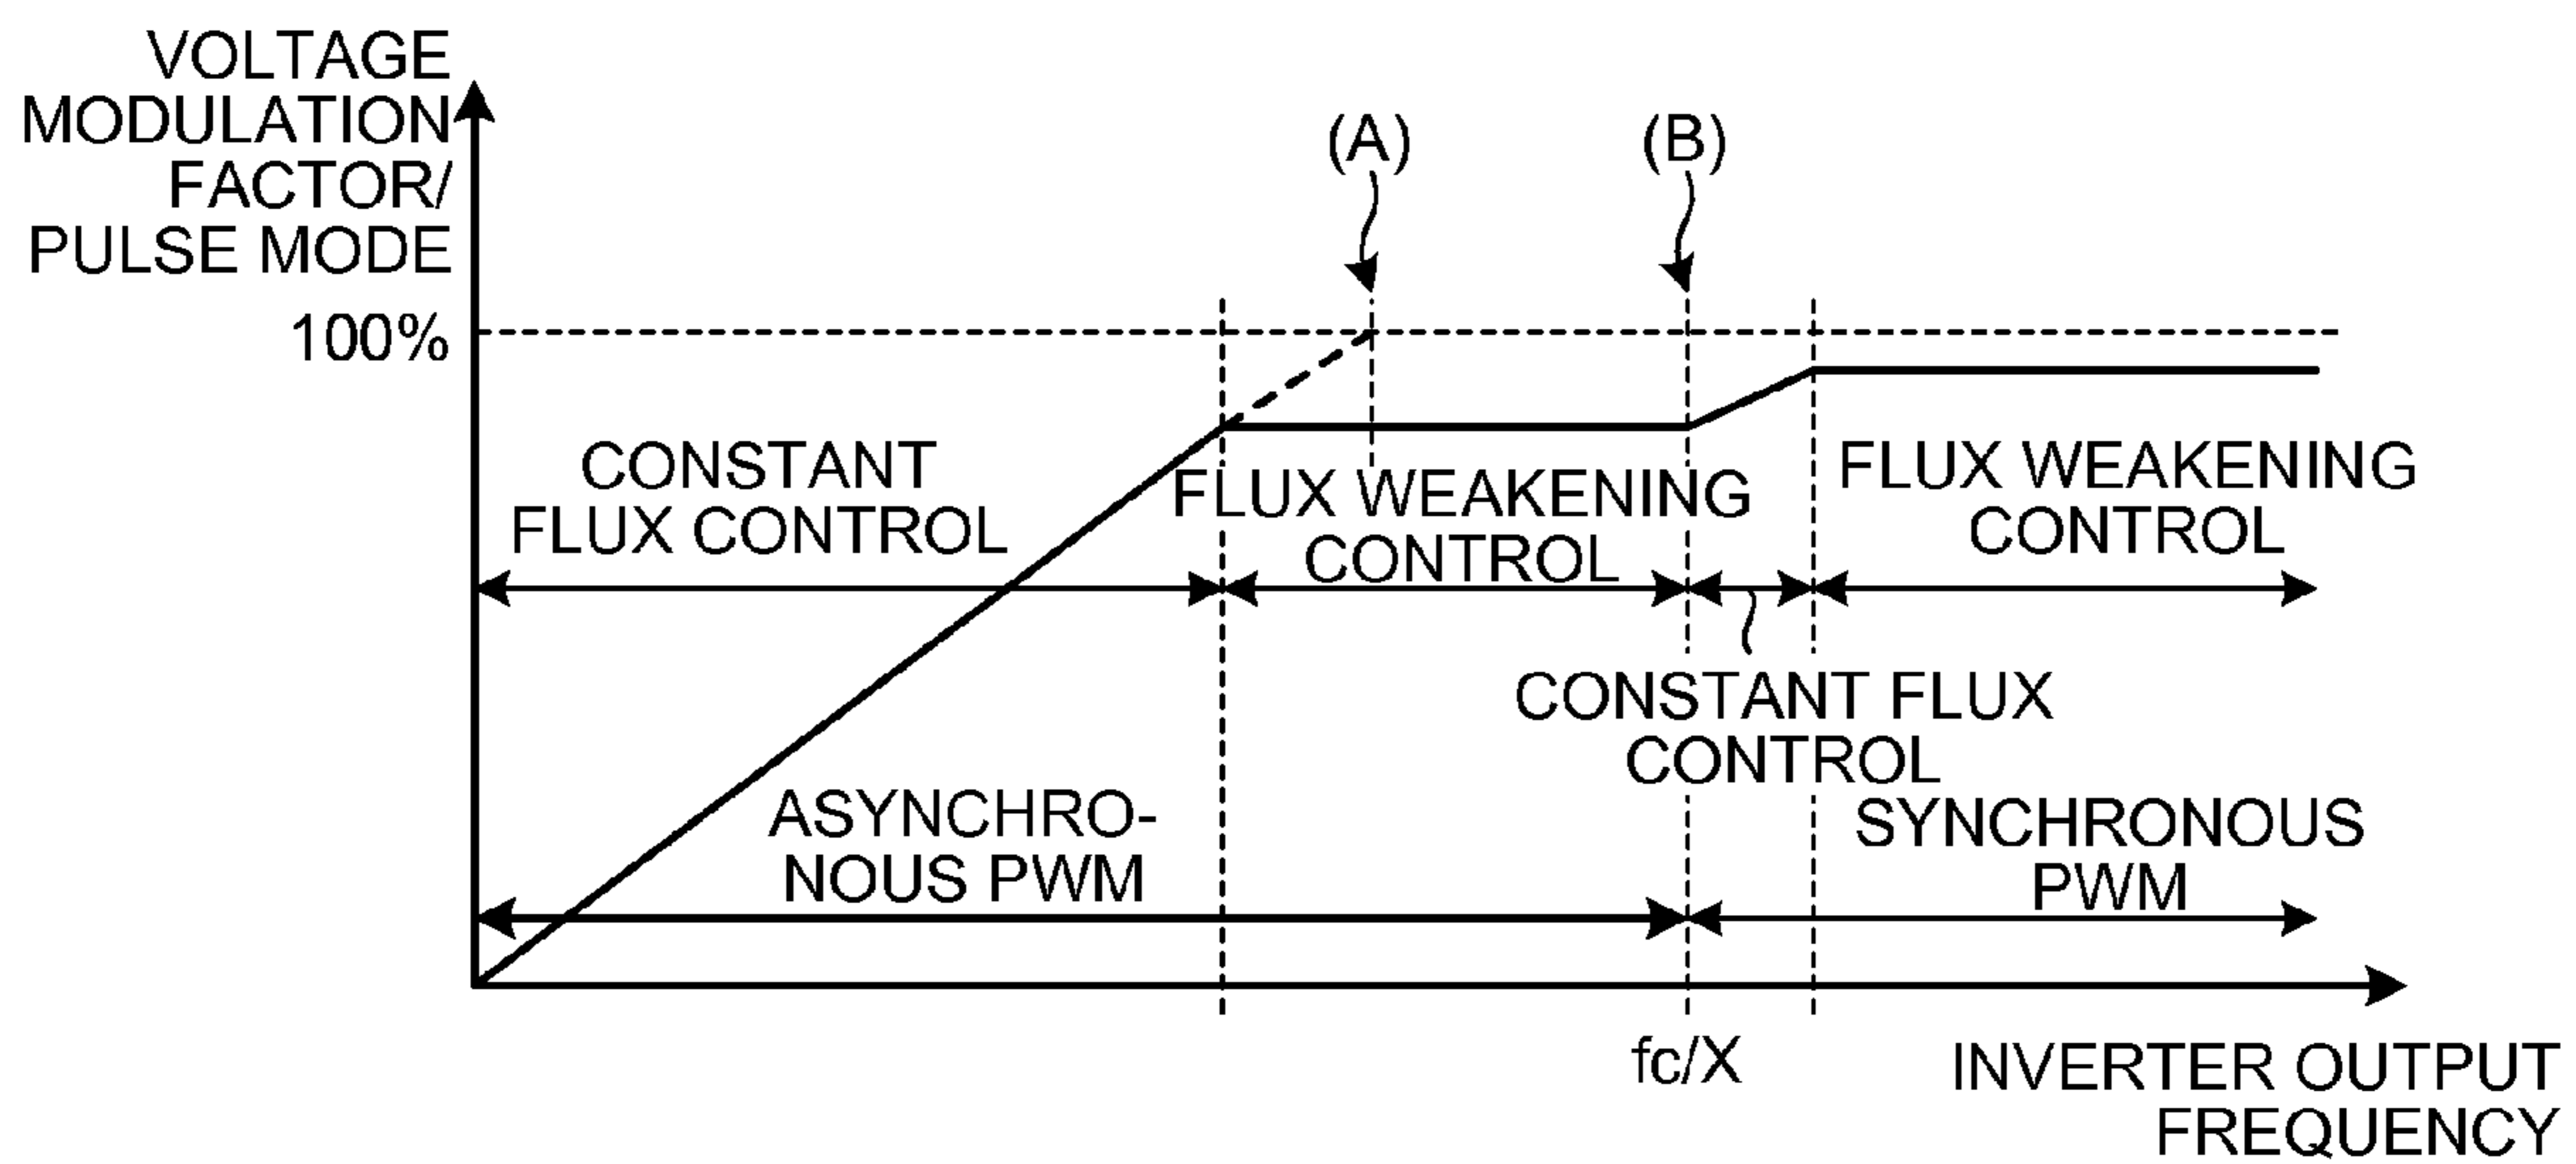 VOLTAGE
MODULATION
FACTOR/
PULSE MODE
100%
(A)
(B)
CONSTANT
FLUX CONTROL
FLUX WEAKENING
CONTROL
FLUX WEAKENING
CONTROL
CONSTANT FLUX
CONTROL
ASYNCHRO-
NOUS PWM
SYNCHRONOUS
PWM
fc/X
INVERTER OUTPUT
FREQUENCY